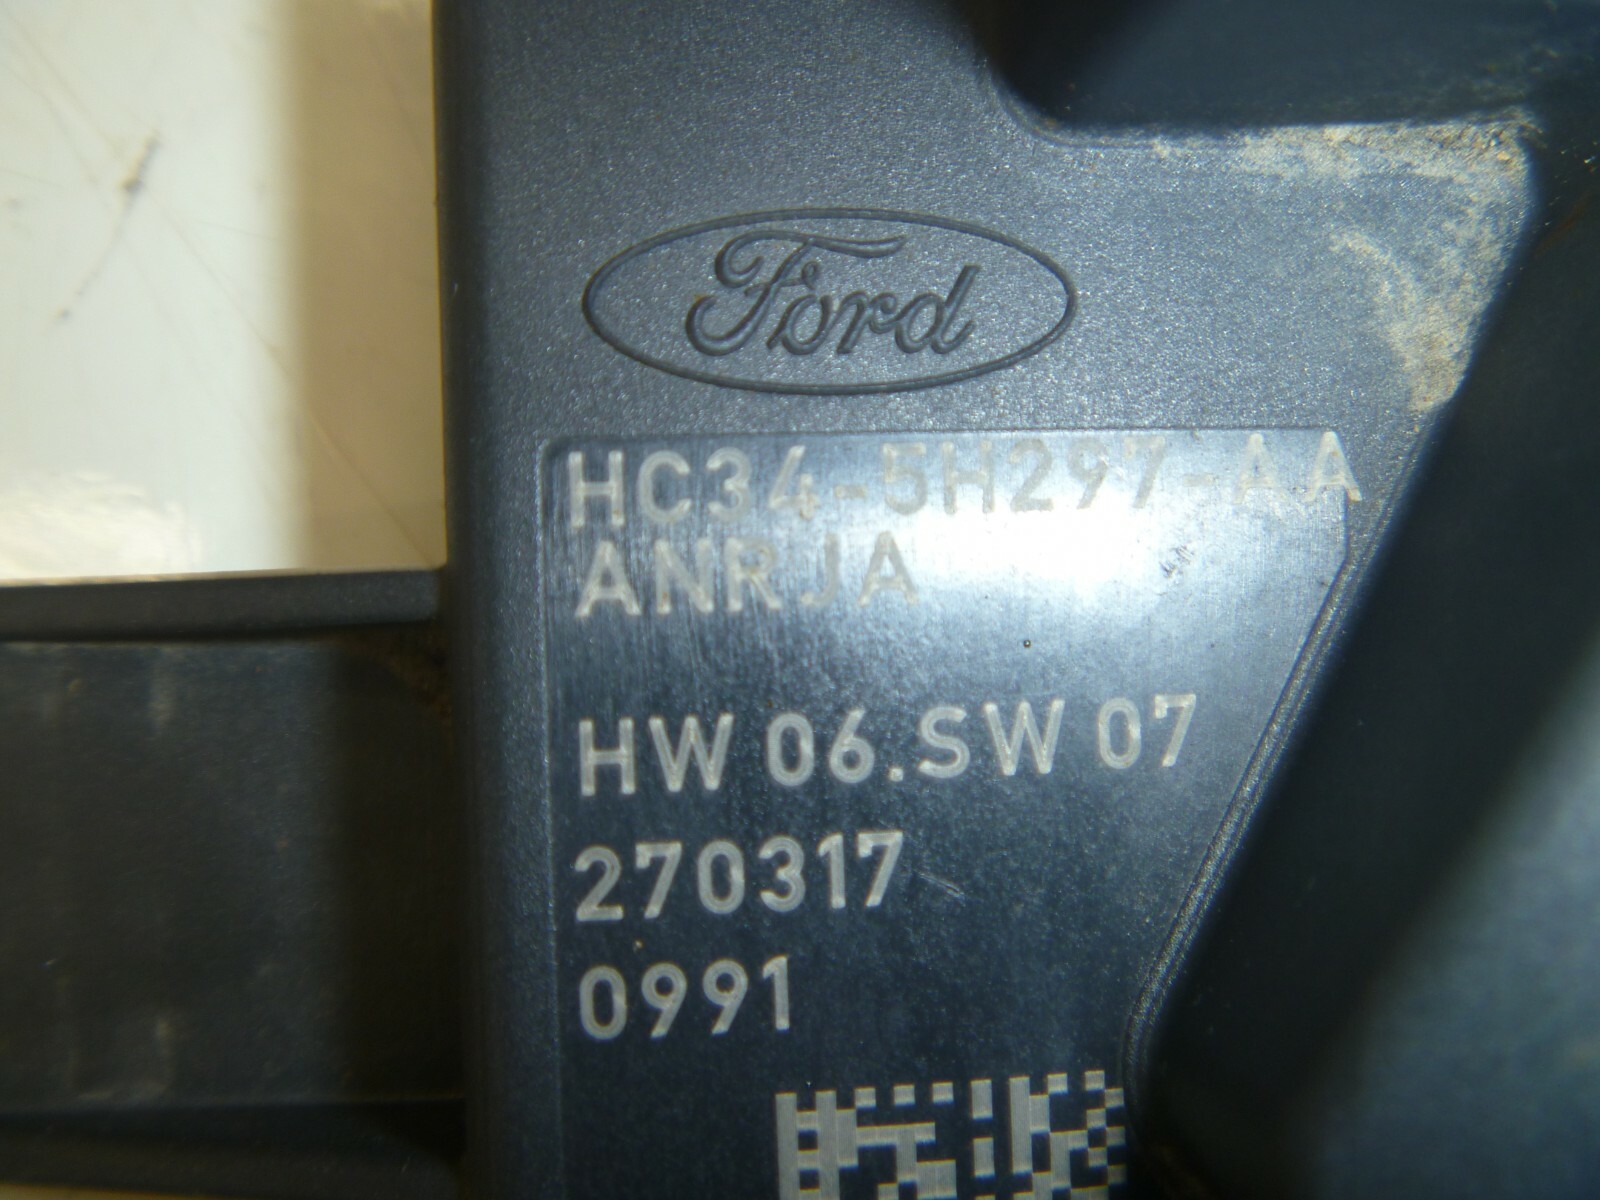 Ford
HC34-5H297-AA
ANRJA
HW 06.SW 07
270317
0991